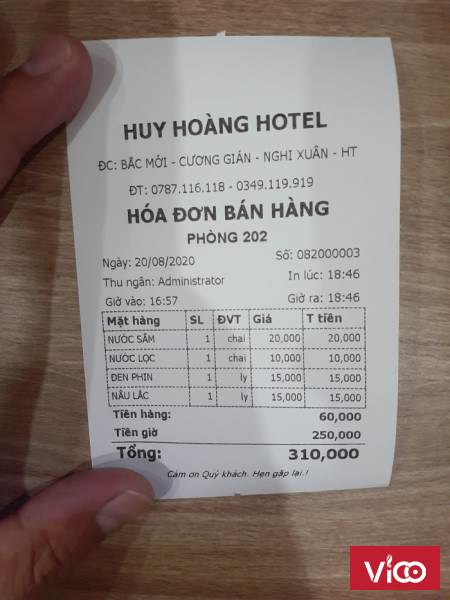 HUY HOÀNG HOTEL
ĐC: BẮC MỚI - CƯƠNG GIÁN - NGHI XUÂN - HT
ĐT: 0787.116.118 - 0349.119.919
HÓA ĐƠN BÁN HÀNG
PHÒNG 202
Ngày: 20/08/2020 Số: 082000003
Thu ngân: Administrator In lúc: 18:46
Giờ vào: 16:57 Giờ ra: 18:46
Mặt hàng SL ĐVT Giá T tiền
NƯỚC SÂM 1 chai 20,000 20,000
NƯỚC LỌC 1 chai 10,000 10,000
ĐEN PHIN 1 ly 15,000 15,000
NÂU LẮC 1 ly 15,000 15,000
Tiền hàng: 60,000
Tiền giờ 250,000
Tổng: 310,000
Cảm ơn Quý khách. Hẹn gặp lại.!
ViCO